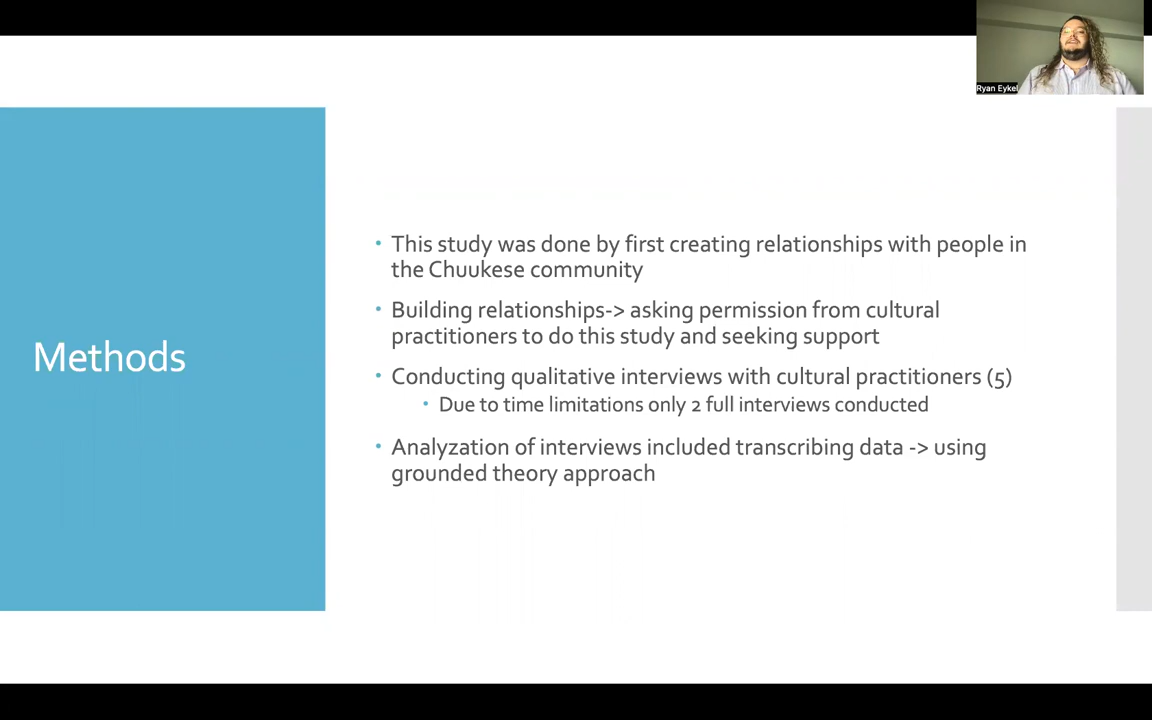 Ryan Eykel
Methods
• This study was done by first creating relationships with people in
the Chuukese community
• Building relationships-> asking permission from cultural
practitioners to do this study and seeking support
• Conducting qualitative interviews with cultural practitioners (5)
• Due to time limitations only 2 full interviews conducted
• Analyzation of interviews included transcribing data -> using
grounded theory approach